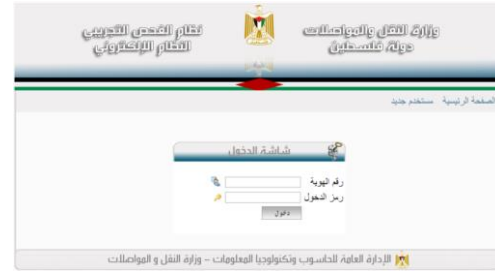 وزارة النقل والمواصلات
دولة فلسطين
نظام الفحص التجريبي
النظام الإلكتروني
الصفحة الرئيسية مستخدم جديد
شاشة الدخول
رقم الهوية
رمز الدخول
دخول
الإدارة العامة للحاسوب وتكنولوجيا المعلومات - وزارة النقل و المواصلات